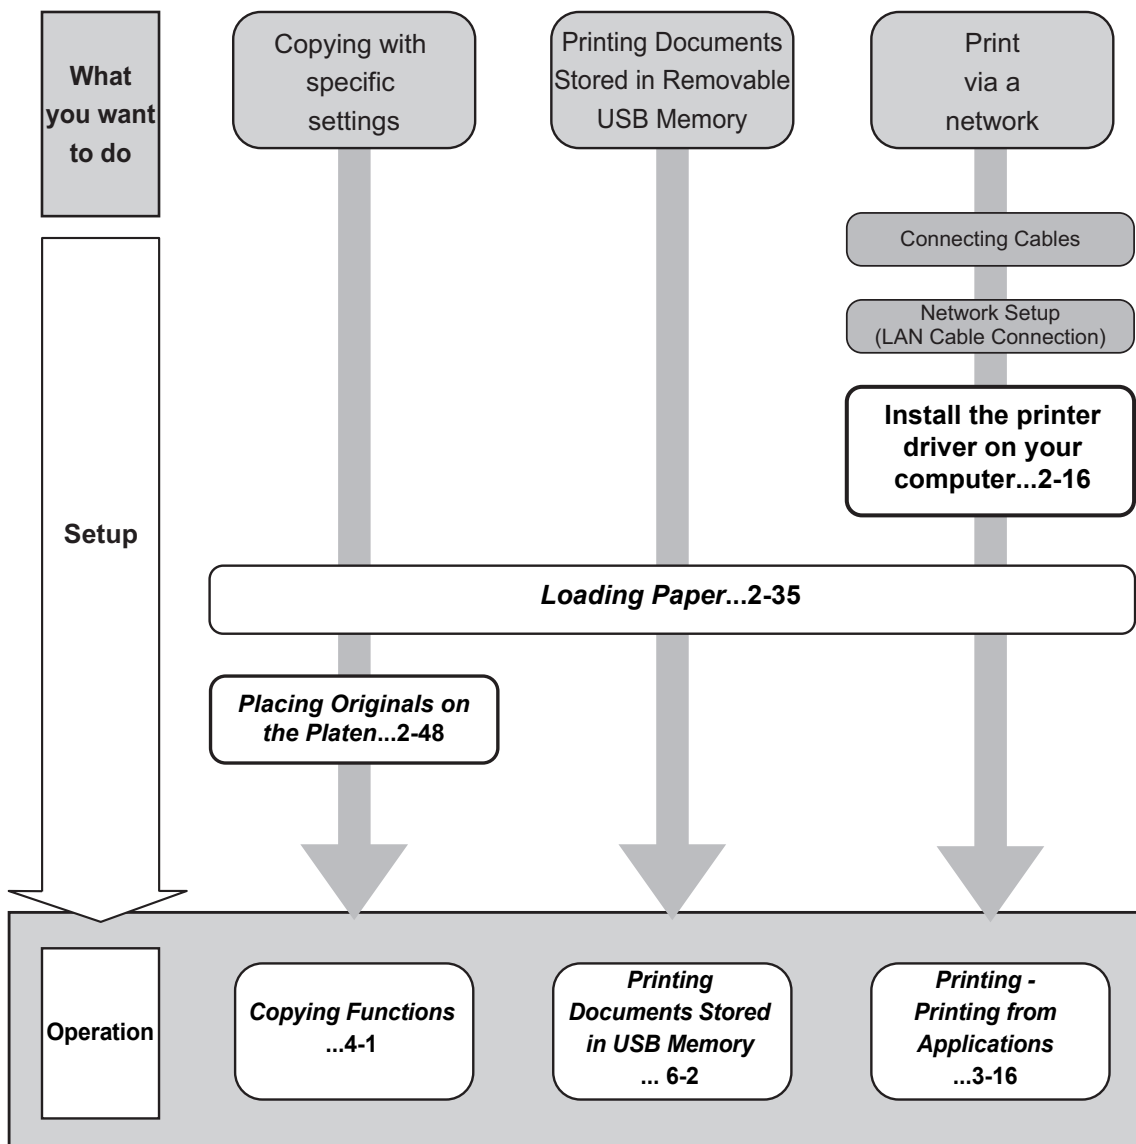 What
you want
to do
Copying with
specific
settings
Printing Documents
Stored in Removable
USB Memory
Print
via a
network
Connecting Cables
Network Setup
(LAN Cable Connection)
Install the printer
driver on your
computer...2-16
Setup
Loading Paper...2-35
Placing Originals on
the Platen...2-48
Operation
Copying Functions
...4-1
Printing
Documents Stored
in USB Memory
... 6-2
Printing -
Printing from
Applications
...3-16